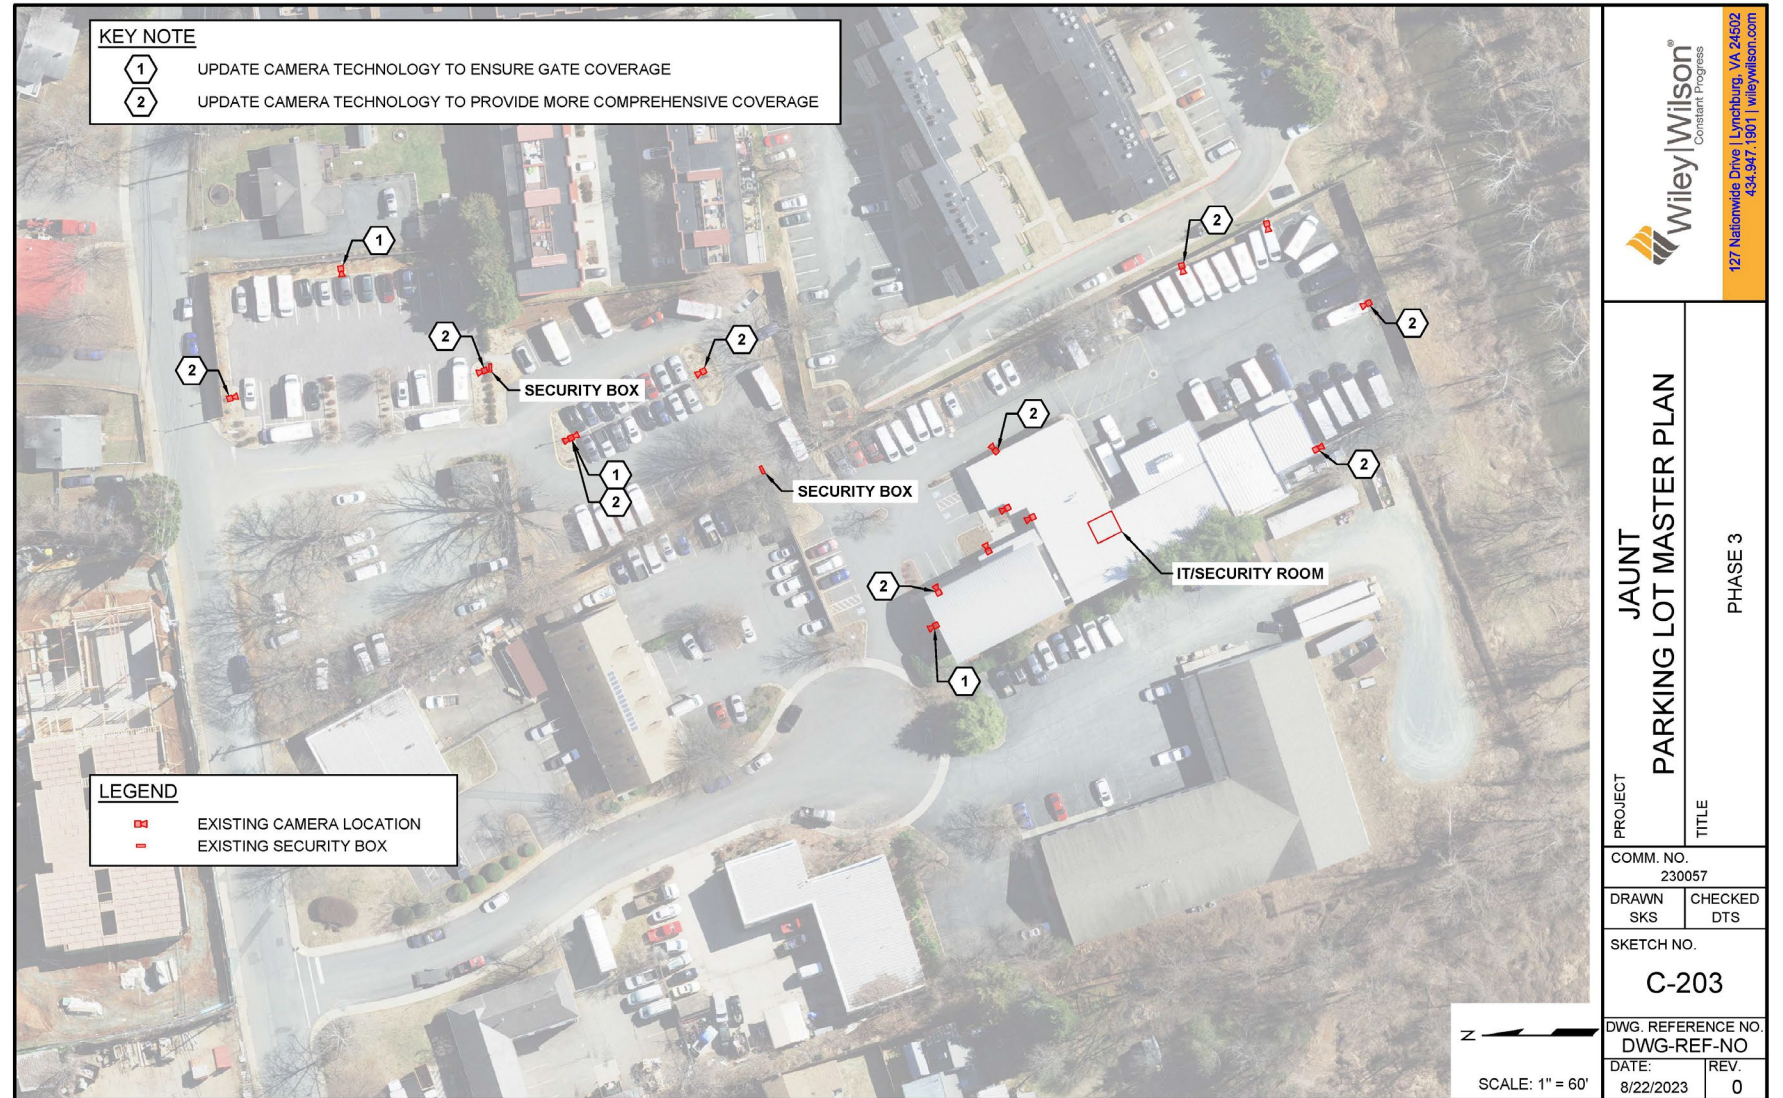 KEY NOTE
1 UPDATE CAMERA TECHNOLOGY TO ENSURE GATE COVERAGE
2 UPDATE CAMERA TECHNOLOGY TO PROVIDE MORE COMPREHENSIVE COVERAGE
1
2
2
2
2
SECURITY BOX
1
2
SECURITY BOX
2
2
2
2
IT/SECURITY ROOM
2
1
LEGEND
EXISTING CAMERA LOCATION
EXISTING SECURITY BOX
N
SCALE: 1" = 60'
Wiley|Wilson®
Constant Progress
127 Nationwide Drive | Lynchburg, VA 24502
434.947.1901 | wileywilson.com
PROJECT
JAUNT
PARKING LOT MASTER PLAN
TITLE
PHASE 3
COMM. NO.
230057
DRAWN
SKS
CHECKED
DTS
SKETCH NO.
C-203
DWG. REFERENCE NO.
DWG-REF-NO
DATE:
8/22/2023
REV.
0